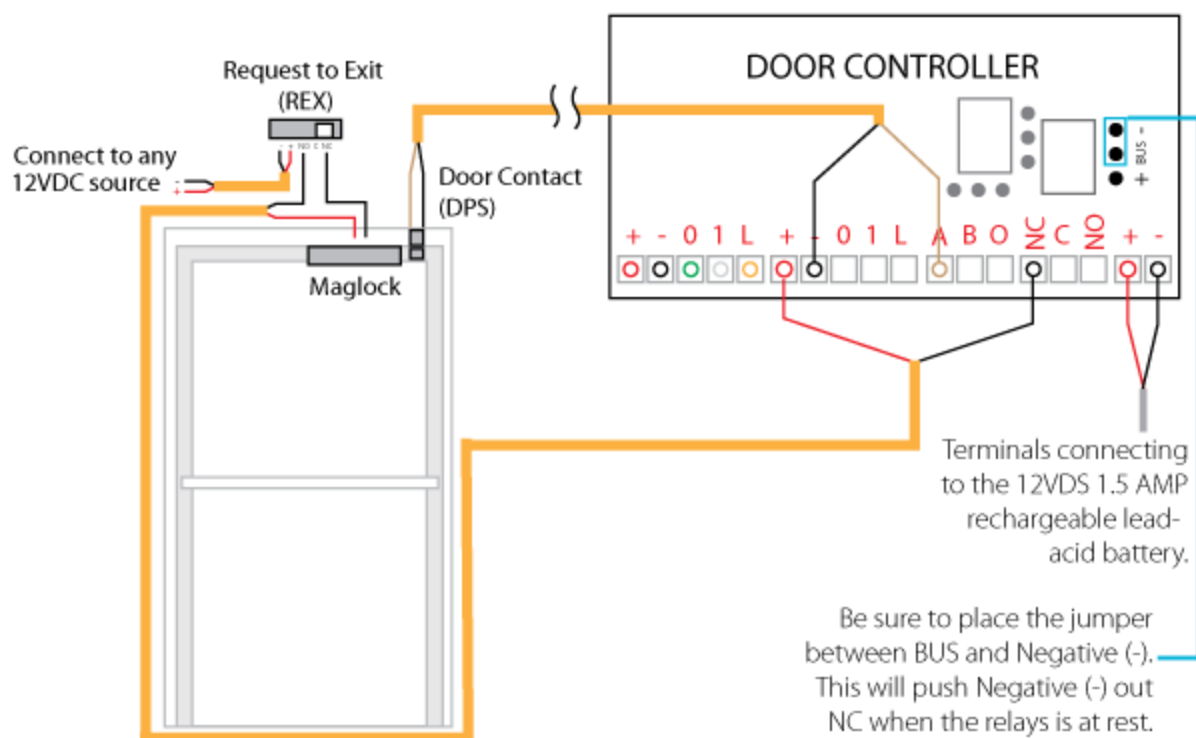 DOOR CONTROLLER
Request to Exit
(REX)
- + NO C NC
Connect to any
12VDC source
-
+
Door Contact
(DPS)
Maglock
- BUS +
+ - 0 1 L + - 0 1 L A B O NC C NO + -
Terminals connecting
to the 12VDS 1.5 AMP
rechargeable lead-
acid battery.
Be sure to place the jumper
between BUS and Negative (-).
This will push Negative (-) out
NC when the relays is at rest.